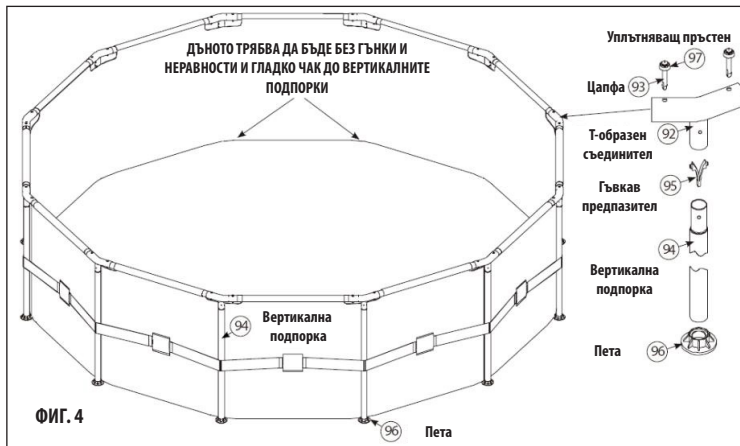 ДЪНОТО ТРЯБВА ДА БЪДЕ БЕЗ ГЪНКИ И
НЕРАВНОСТИ И ГЛАДКО ЧАК ДО ВЕРТИКАЛНИТЕ
ПОДПОРКИ
Уплътняващ пръстен
97
Цапфа 93
92
Т-образен
съединител
95
Гъвкав
предпазител
94
Вертикална
подпорка
Пета 96
94 Вертикална
подпорка
ФИГ. 4
96 Пета